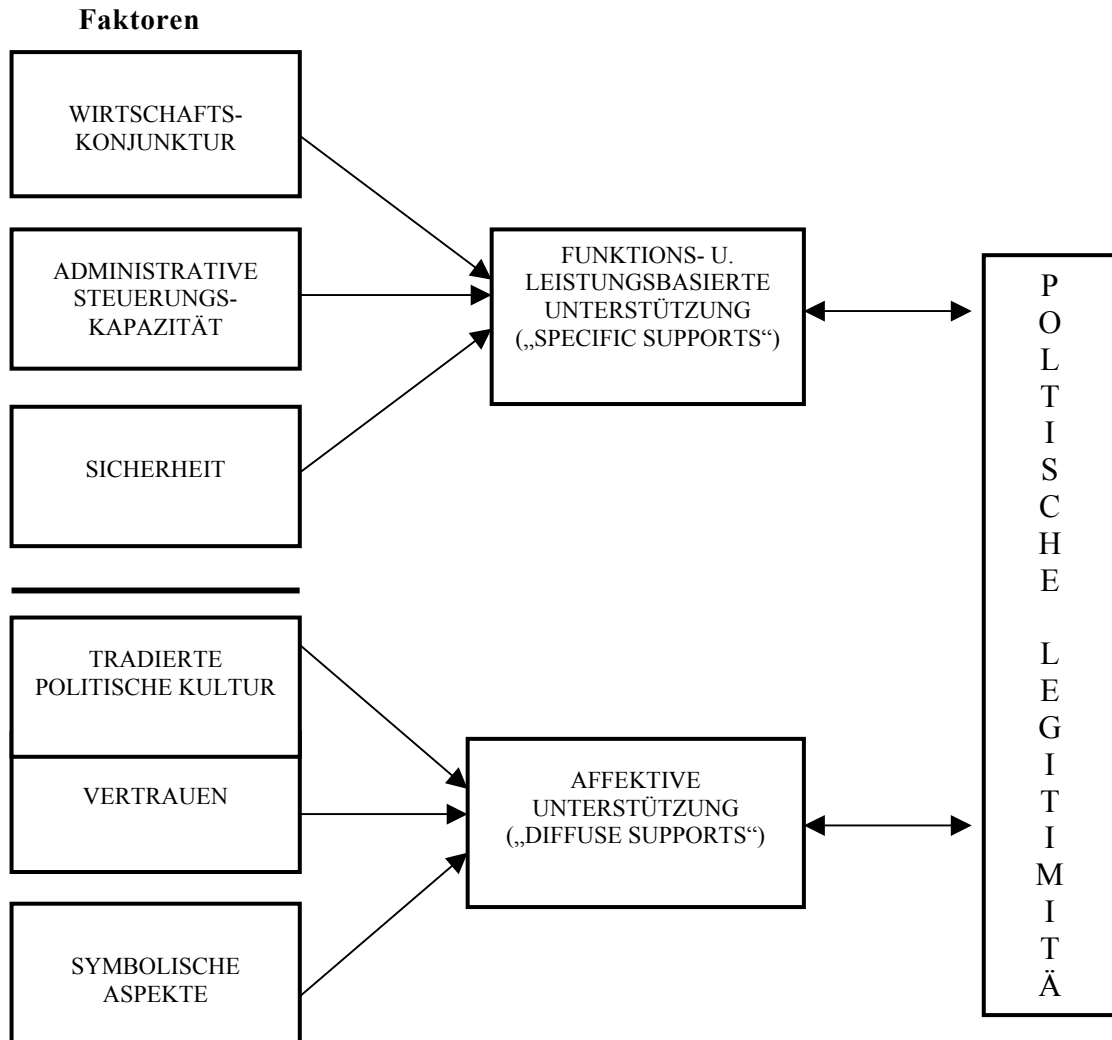 Faktoren
WIRTSCHAFTS-
KONJUNKTUR
ADMINISTRATIVE
STEUERUNGS-
KAPAZITÄT
SICHERHEIT
TRADIERTE
POLITISCHE KULTUR
VERTRAUEN
SYMBOLISCHE
ASPEKTE
FUNKTIONS- U.
LEISTUNGSBASIERTE
UNTERSTÜTZUNG
(„SPECIFIC SUPPORTS“)
AFFEKTIVE
UNTERSTÜTZUNG
(„DIFFUSE SUPPORTS“)
P
O
L
T
I
S
C
H
E
L
E
G
I
T
I
M
I
T
Ä